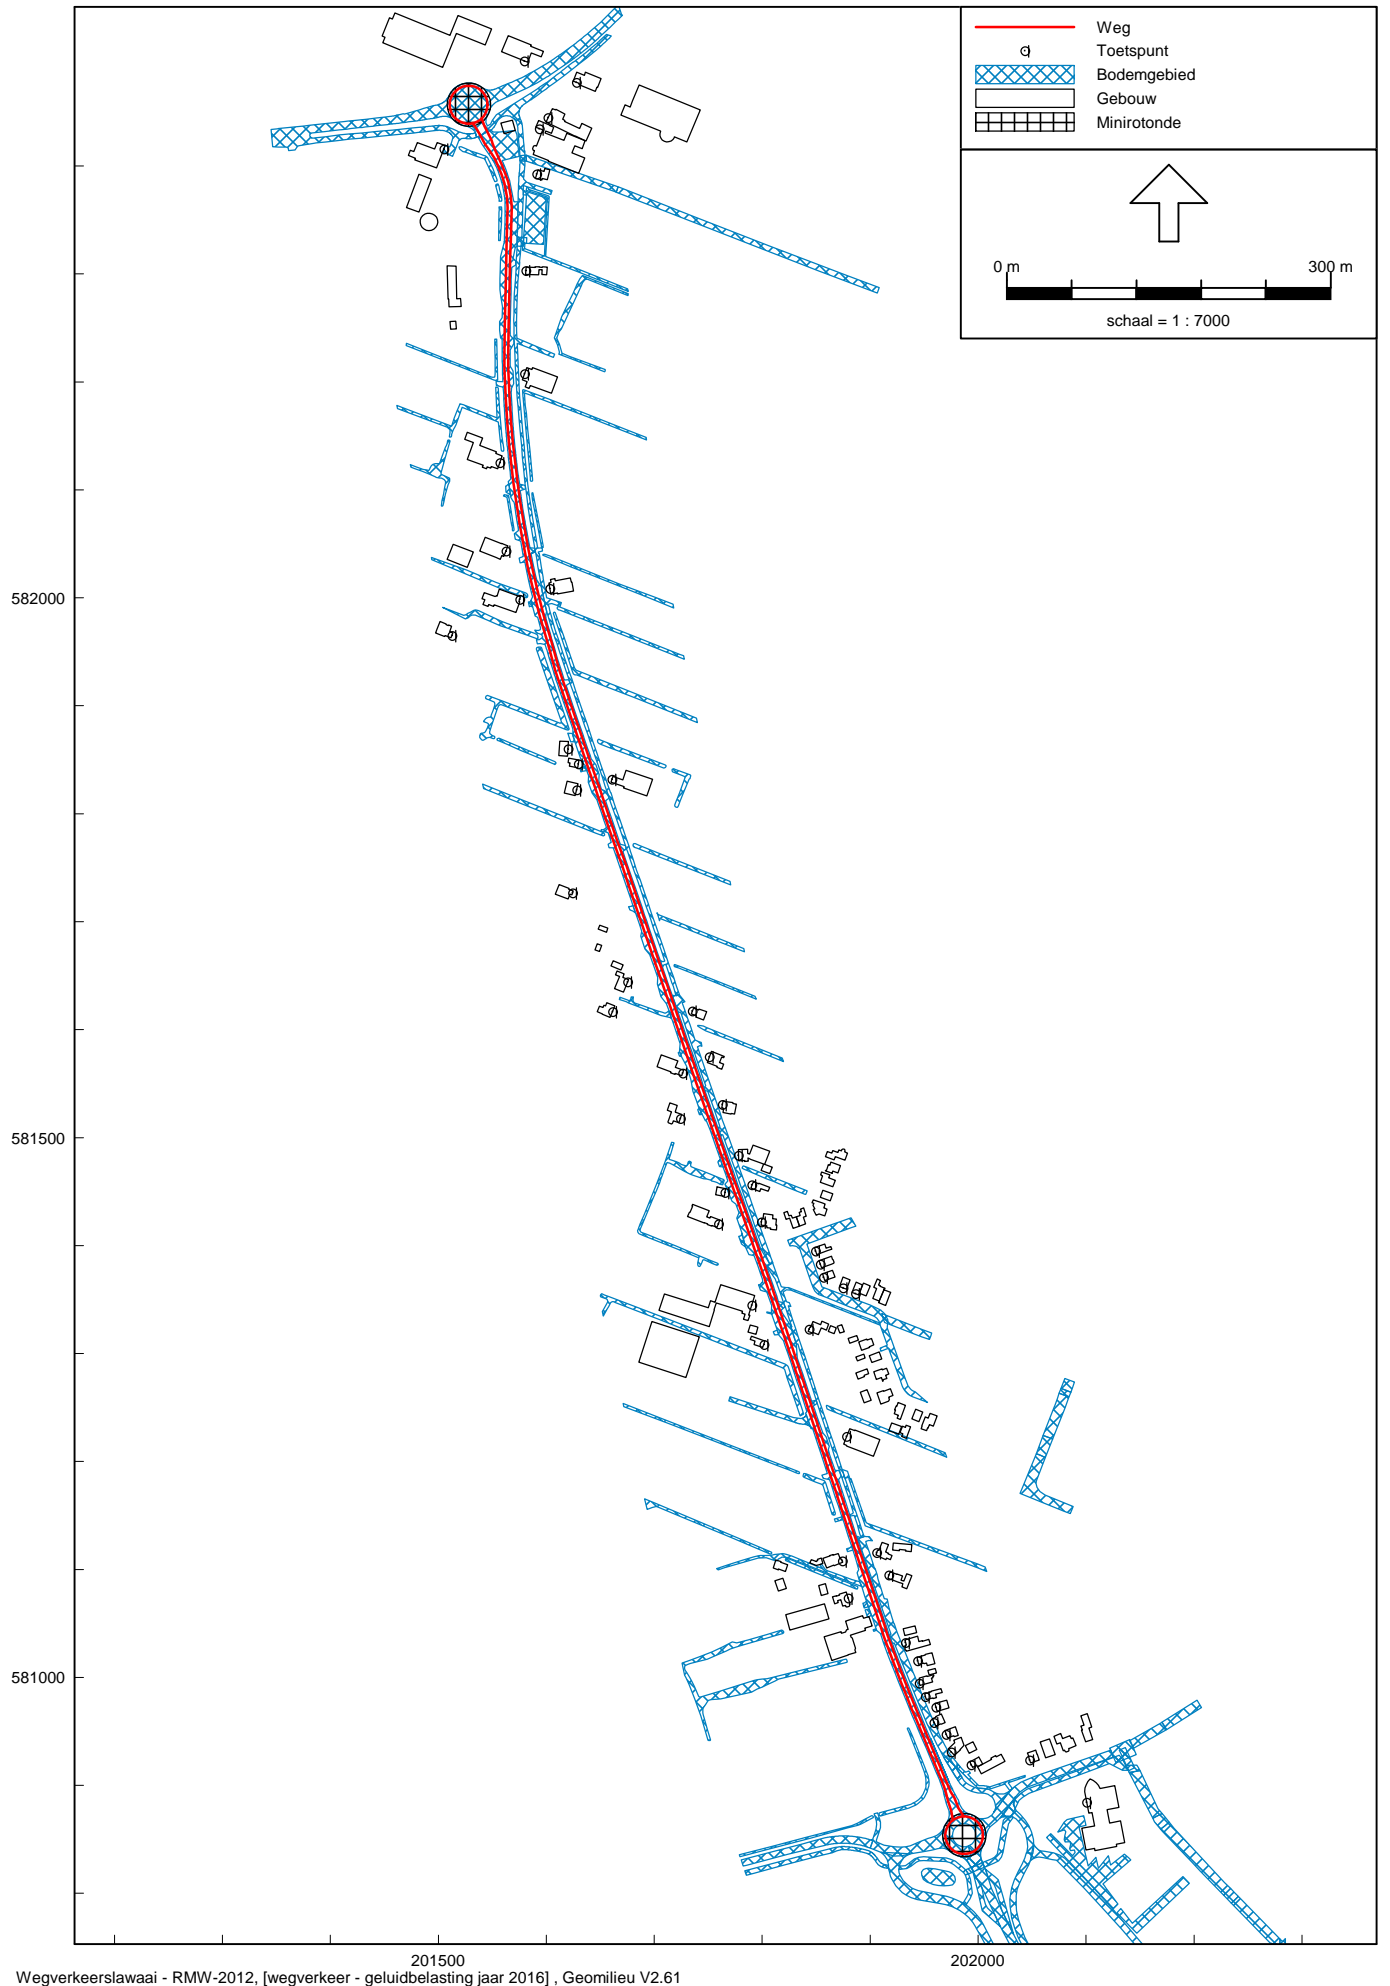 Weg
Toetspunt
Bodemgebied
Gebouw
Minirotonde
0 m 300 m
schaal = 1 : 7000
582000
581500
581000
201500 202000
Wegverkeerslawaai - RMW-2012, [wegverkeer - geluidbelasting jaar 2016] , Geomilieu V2.61